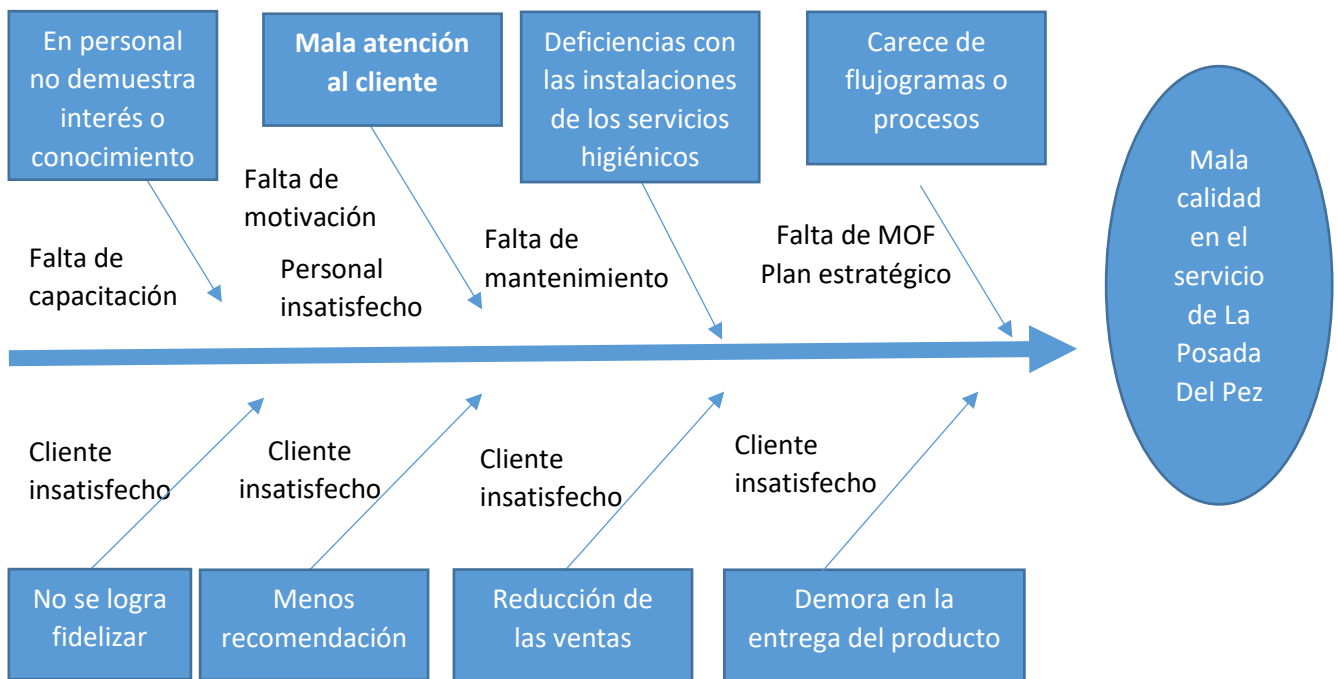 En personal
no demuestra
interés o
conocimiento
Mala atención
al cliente
Deficiencias con
las instalaciones
de los servicios
higiénicos
Carece de
flujogramas o
procesos
Falta de
capacitación
Falta de
motivación
Personal
insatisfecho
Falta de
mantenimiento
Falta de MOF
Plan estratégico
Mala
calidad
en el
servicio
de La
Posada
Del Pez
Cliente
insatisfecho
Cliente
insatisfecho
Cliente
insatisfecho
Cliente
insatisfecho
No se logra
fidelizar
Menos
recomendación
Reducción de
las ventas
Demora en la
entrega del producto